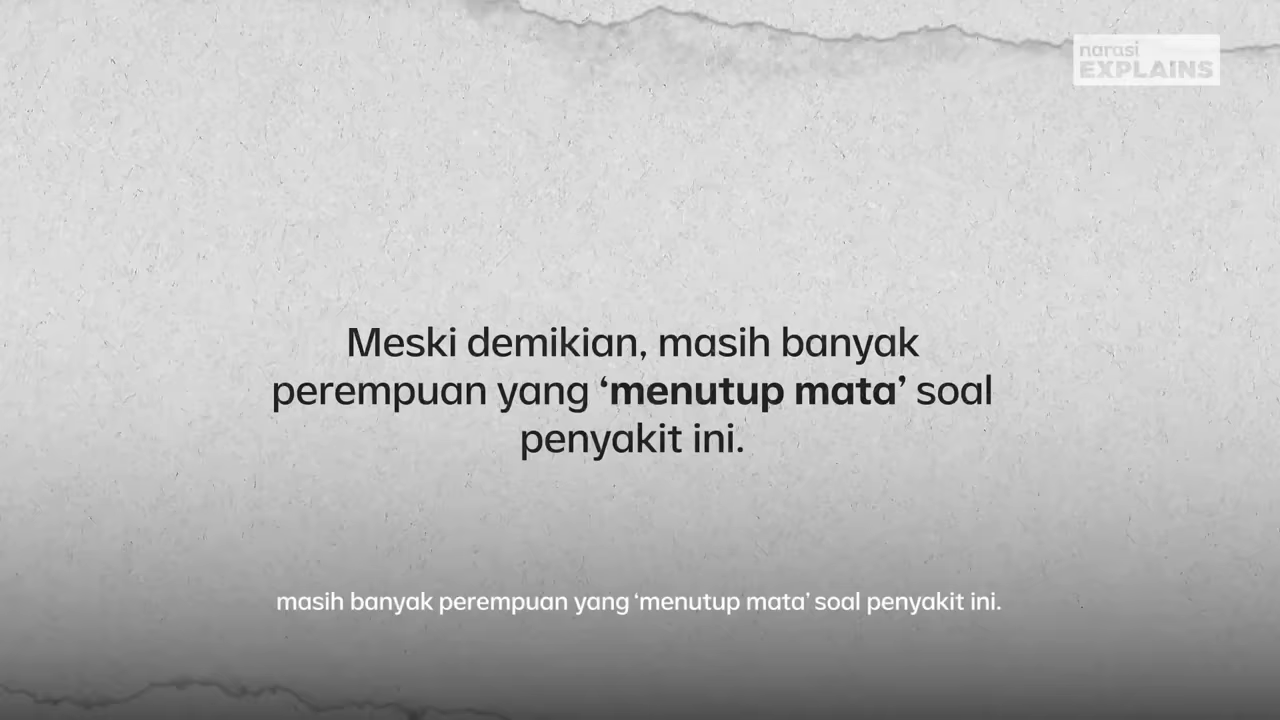 narasi
EXPLAINS
Meski demikian, masih banyak
perempuan yang ‘menutup mata’ soal
penyakit ini.
masih banyak perempuan yang ‘menutup mata’ soal penyakit ini.